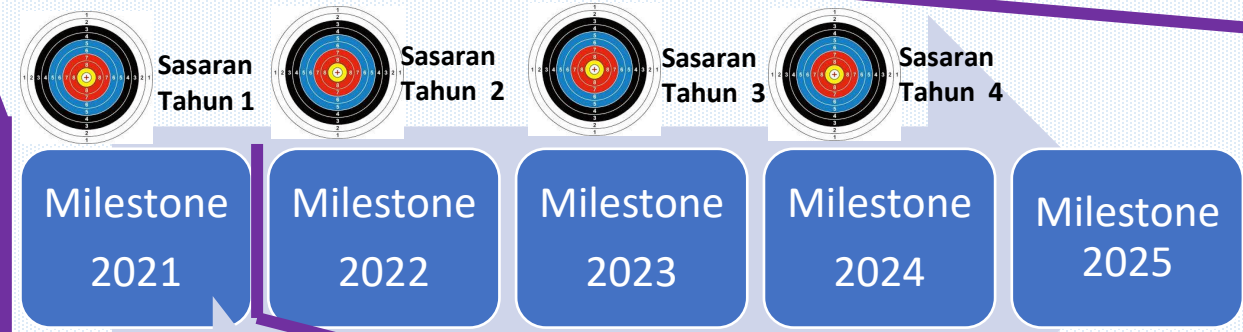 Sasaran
Tahun 1
Sasaran
Tahun 2
Sasaran
Tahun 3
Sasaran
Tahun 4
Milestone
2021
Milestone
2022
Milestone
2023
Milestone
2024
Milestone
2025